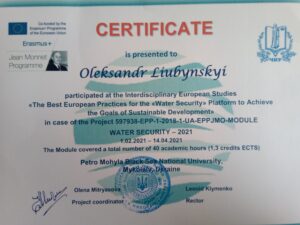 Co-funded by the
Erasmus+ Programme
of the European Union
Erasmus+
Jean Monnet
Programme
CERTIFICATE
is presented to
Oleksandr Liubynskyi
participated at the Interdisciplinary European Studies
«The Best European Practices for the «Water Security» Platform to Achieve
the Goals of Sustainable Development»
in case of the Project 597938-EPP-1-2018-1-UA-EPPJMO-MODULE
WATER SECURITY – 2021
1.02.2021 – 14.04.2021
The Module covered a total number of 40 academic hours (1,3 credits ECTS)
Petro Mohyla Black Sea National University,
Mykolaiv, Ukraine
Olena Mitryasova
Project coordinator
Leonid Klymenko
Rector